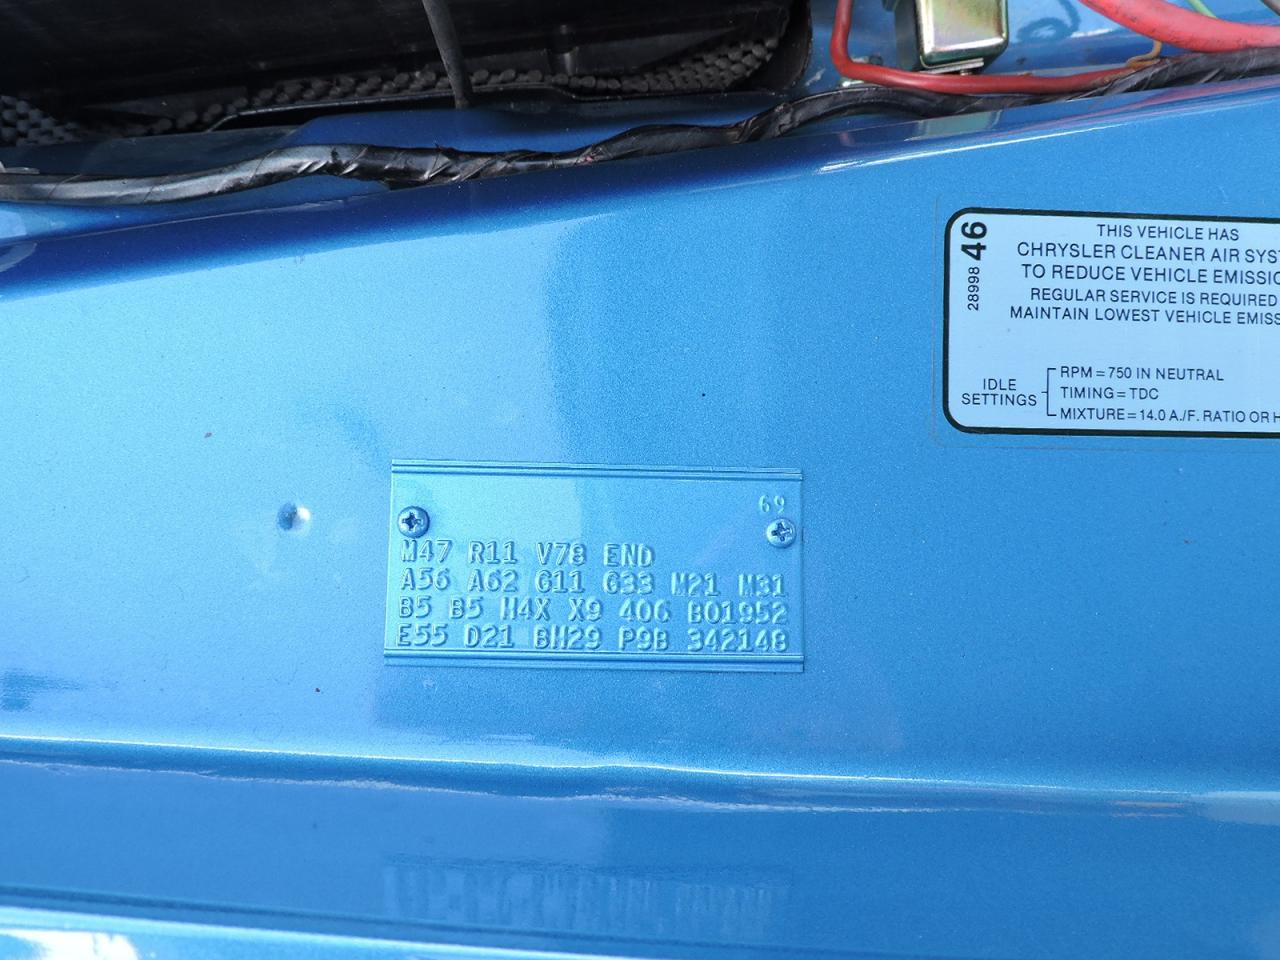 69
M47 R11 V78 END
A56 A62 G11 G33 M21 M31
B5 B5 H4X X9 406 B01952
E55 D21 BH29 P9B 342148
28998 46
THIS VEHICLE HAS
CHRYSLER CLEANER AIR SYST
TO REDUCE VEHICLE EMISSIO
REGULAR SERVICE IS REQUIRED
MAINTAIN LOWEST VEHICLE EMISS
IDLE SETTINGS
RPM = 750 IN NEUTRAL
TIMING = TDC
MIXTURE = 14.0 A./F. RATIO OR H